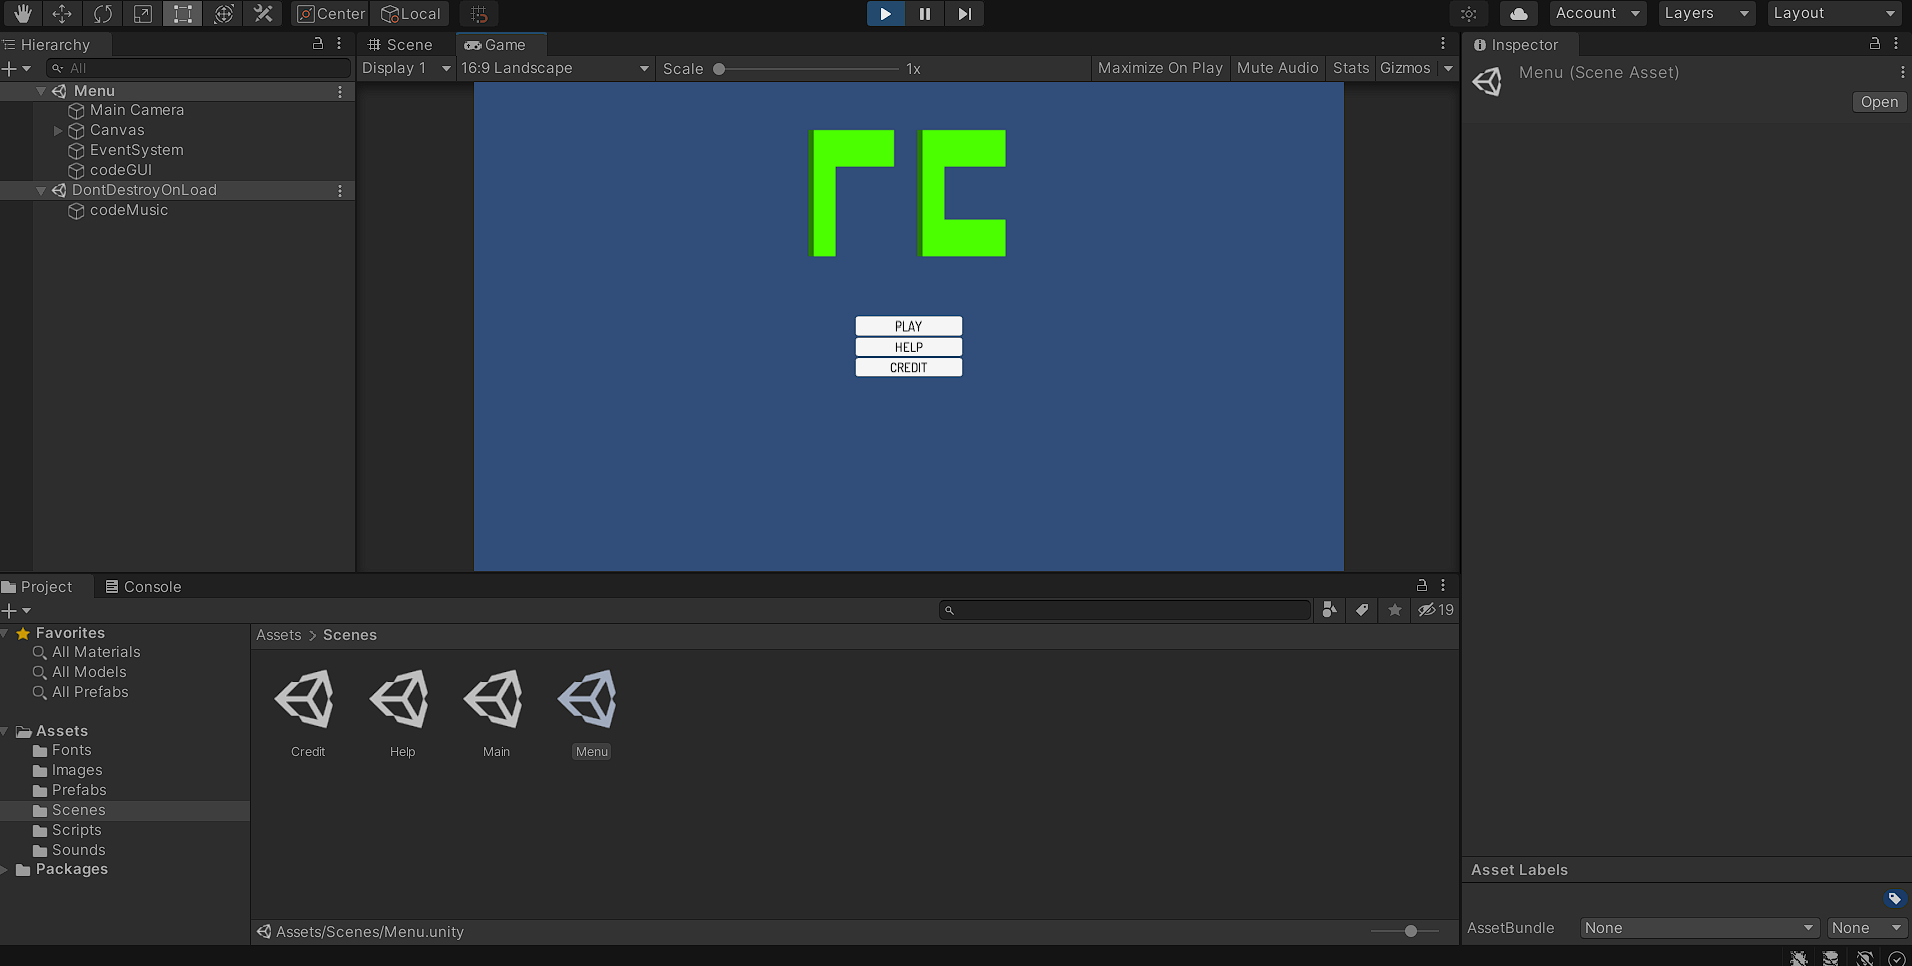 Center Local Account Layers Layout
Hierarchy
All
Menu
Main Camera
Canvas
EventSystem
codeGUI
DontDestroyOnLoad
codeMusic
Scene Game
Display 1 16:9 Landscape Scale 1x Maximize On Play Mute Audio Stats Gizmos
rc
PLAY
HELP
CREDIT
Inspector
Menu (Scene Asset)
Open
Project Console
19
Favorites
All Materials
All Models
All Prefabs
Assets
Fonts
Images
Prefabs
Scenes
Scripts
Sounds
Packages
Assets > Scenes
Credit Help Main Menu
Assets/Scenes/Menu.unity
Asset Labels
AssetBundle None None